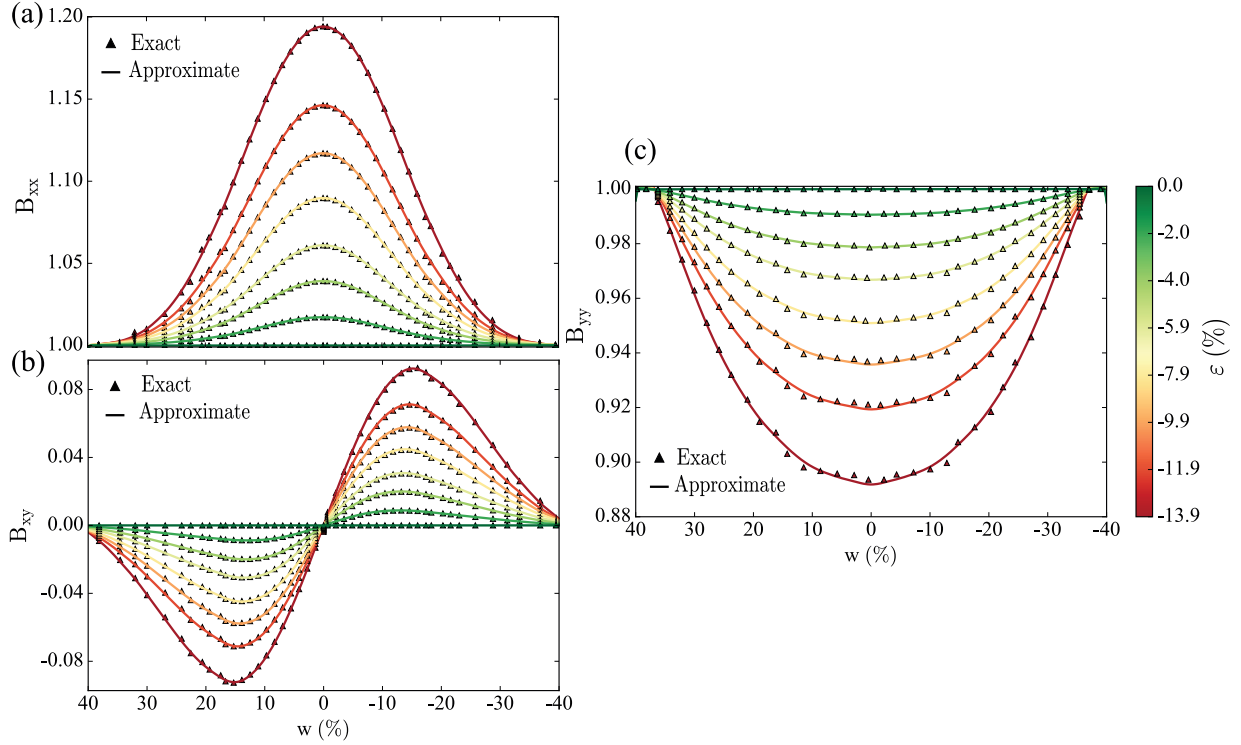 (a)
1.20
1.15
1.10
1.05
1.00
B_xx
▲ Exact
— Approximate
(b)
0.08
0.04
0.00
-0.04
-0.08
B_xy
▲ Exact
— Approximate
40 30 20 10 0 -10 -20 -30 -40
w (%)
(c)
1.00
0.98
0.96
0.94
0.92
0.90
0.88
B_yy
▲ Exact
— Approximate
40 30 20 10 0 -10 -20 -30 -40
w (%)
0.0
-2.0
-4.0
-5.9
-7.9
-9.9
-11.9
-13.9
ε (%)